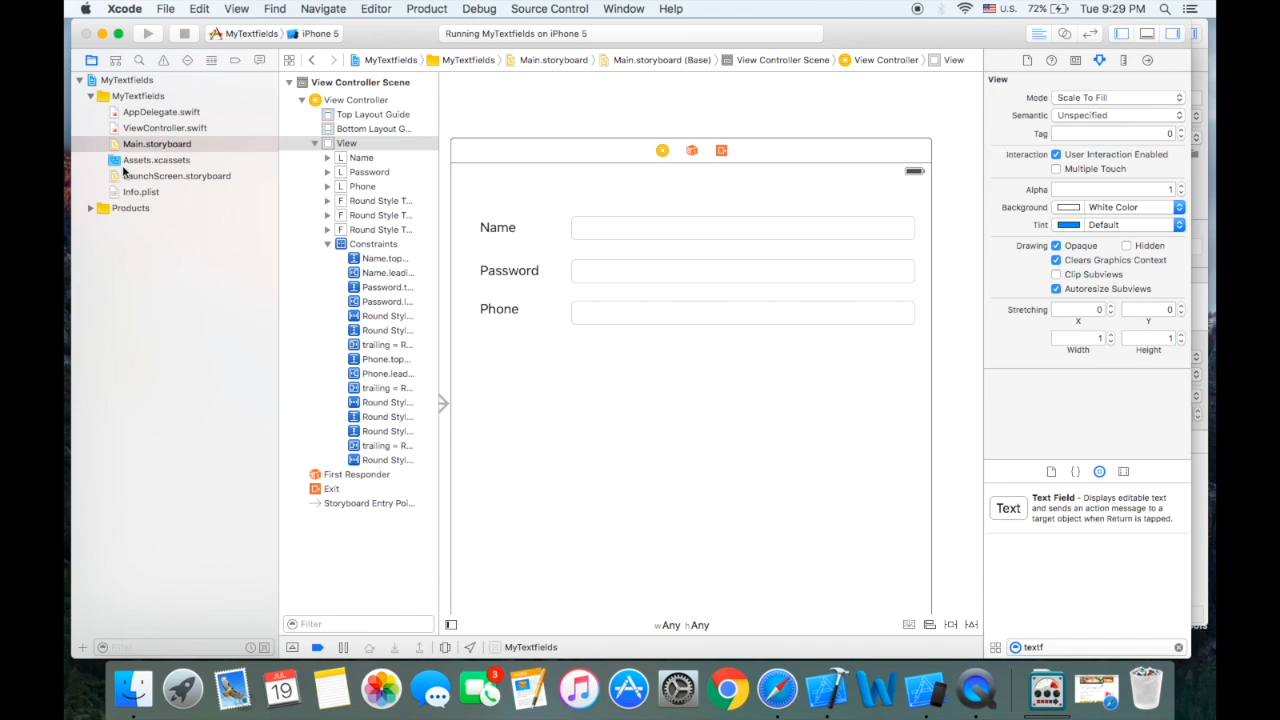 Xcode File Edit View Find Navigate Editor Product Debug Source Control Window Help U.S. 72% Tue 9:29 PM
MyTextfields iPhone 5 Running MyTextfields on iPhone 5
MyTextfields MyTextfields Main.storyboard Main.storyboard (Base) View Controller Scene View Controller View
MyTextfields
MyTextfields
AppDelegate.swift
ViewController.swift
Main.storyboard
Assets.xcassets
LaunchScreen.storyboard
Info.plist
Products
View Controller Scene
View Controller
Top Layout Guide
Bottom Layout G...
View
L Name
L Password
L Phone
F Round Style T...
F Round Style T...
F Round Style T...
Constraints
Name.top...
Name.leadi...
Password.t...
Password.l...
Round Styl...
Round Styl...
trailing = R...
Phone.top...
Phone.lead...
trailing = R...
Round Styl...
Round Styl...
Round Styl...
trailing = R...
Round Styl...
First Responder
Exit
Storyboard Entry Poi...
Filter
Name
Password
Phone
wAny hAny
MyTextfields
View
Mode Scale To Fill
Semantic Unspecified
Tag 0
Interaction User Interaction Enabled
Multiple Touch
Alpha 1
Background White Color
Tint Default
Drawing Opaque Hidden
Clears Graphics Context
Clip Subviews
Autoresize Subviews
Stretching 0 0
X Y
1 1
Width Height
Text
Text Field - Displays editable text
and sends an action message to a
target object when Return is tapped.
textf
Filter
JUL
19
3